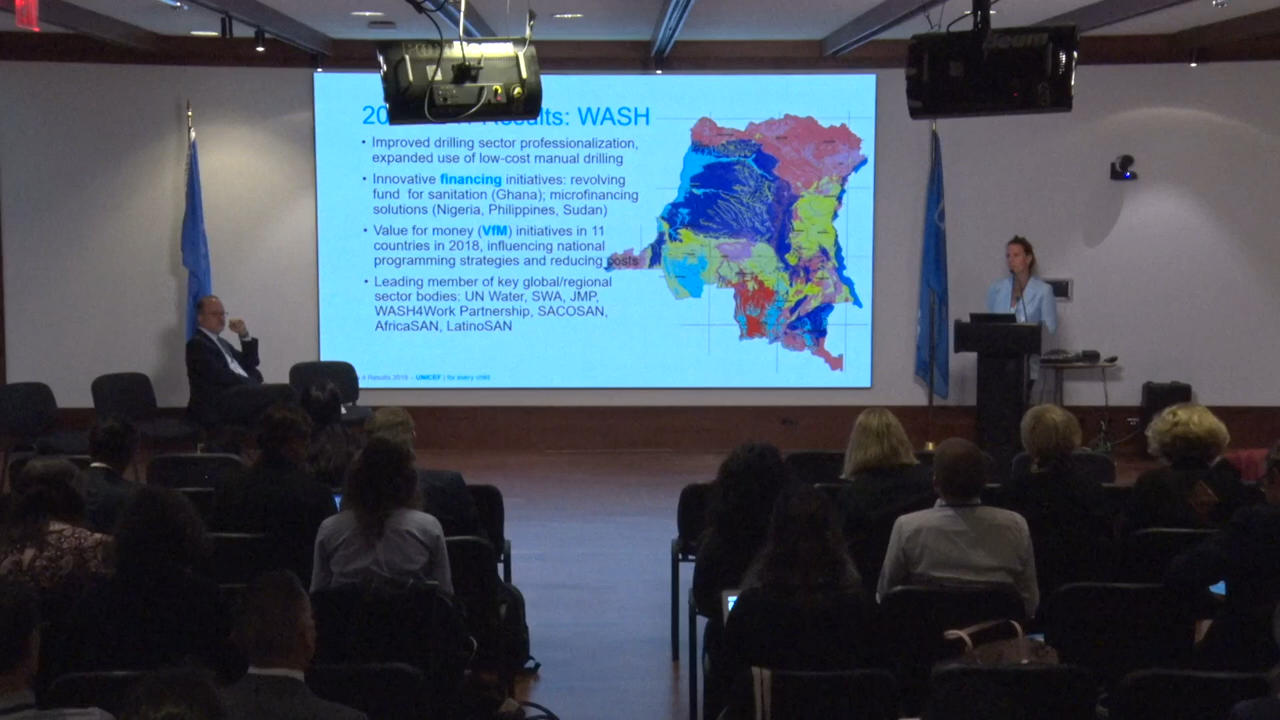 20 Results: WASH
• Improved drilling sector professionalization,
expanded use of low-cost manual drilling
• Innovative financing initiatives: revolving
fund for sanitation (Ghana); microfinancing
solutions (Nigeria, Philippines, Sudan)
• Value for money (VfM) initiatives in 11
countries in 2018, influencing national
programming strategies and reducing costs
• Leading member of key global/regional
sector bodies: UN Water, SWA, JMP,
WASH4Work Partnership, SACOSAN,
AfricaSAN, LatinoSAN
4 Results 2018 – UNICEF | for every child